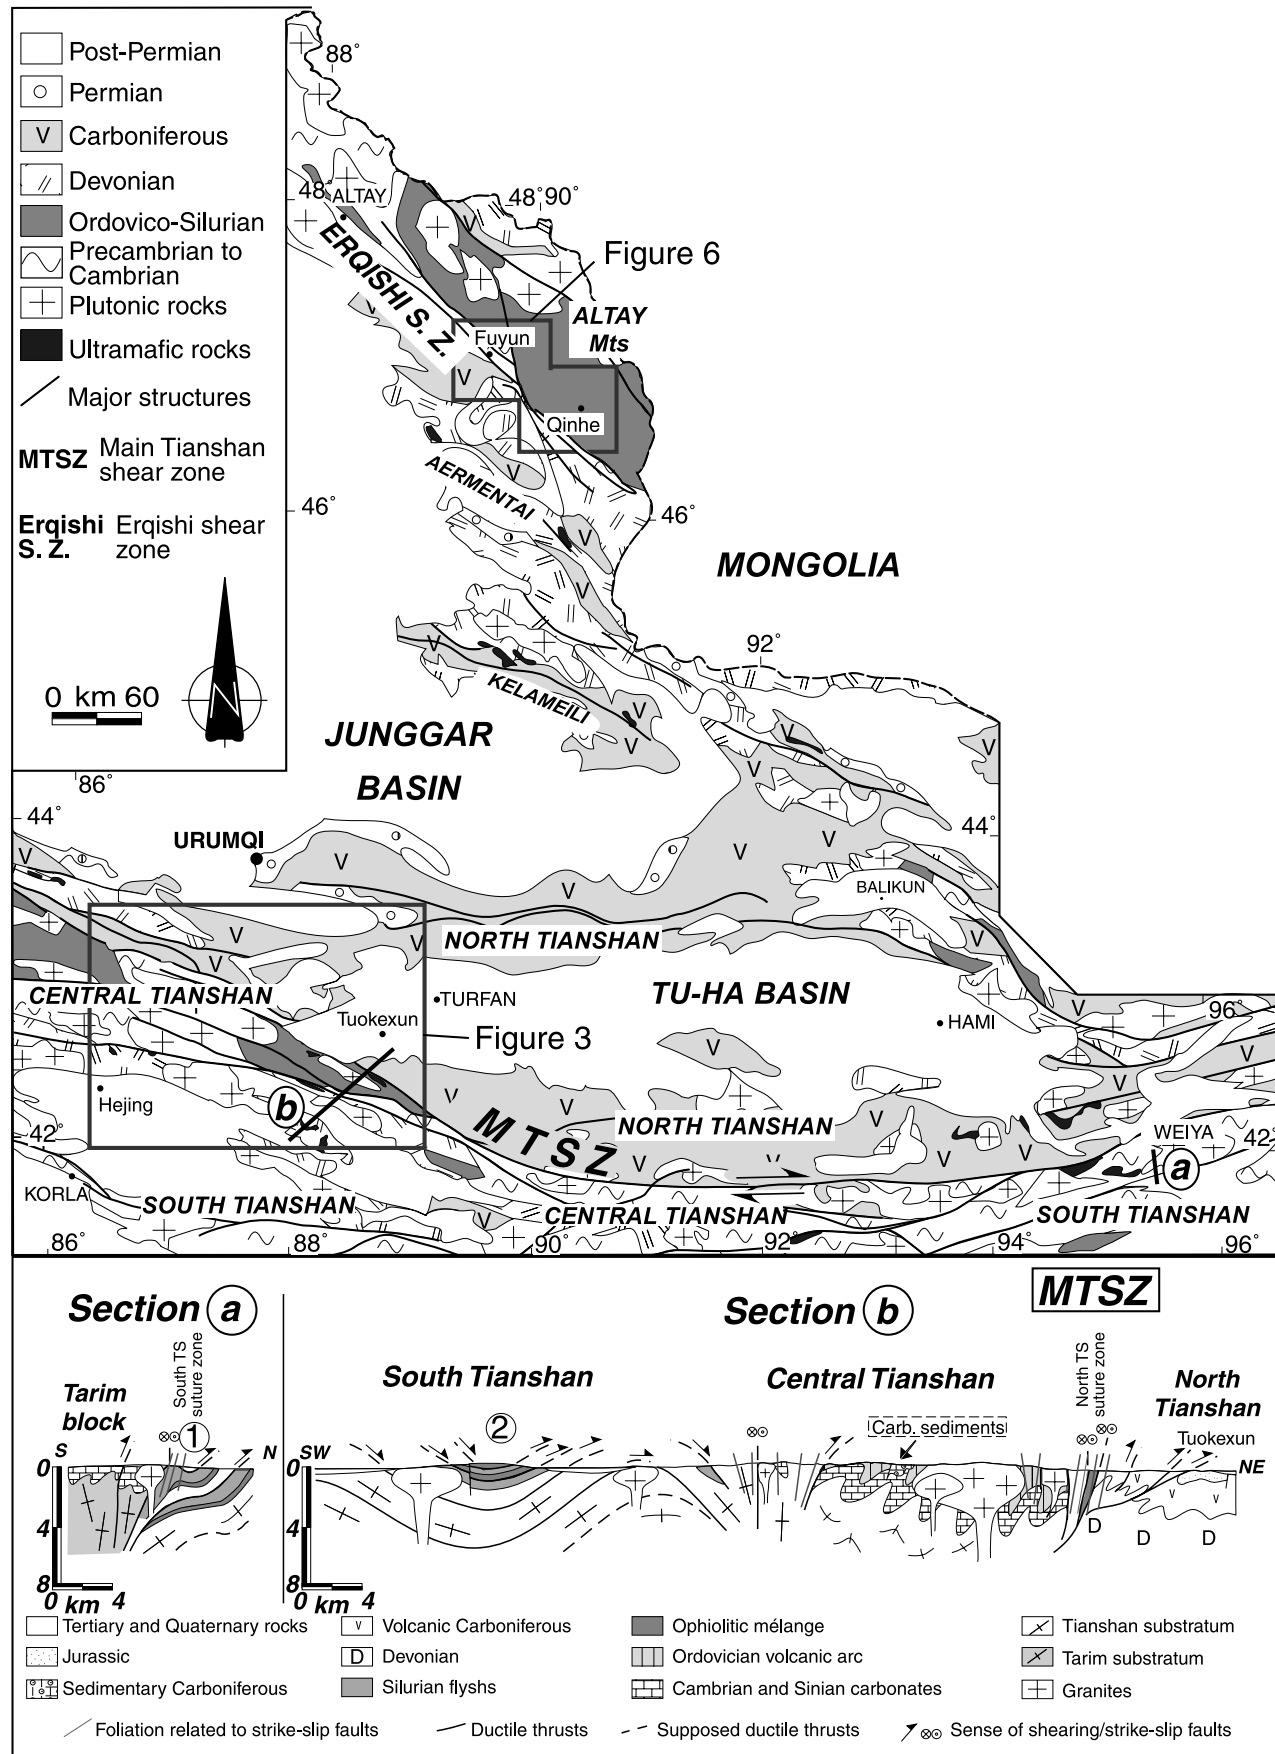 Post-Permian
Permian
V Carboniferous
Devonian
Ordovico-Silurian
Precambrian to
Cambrian
Plutonic rocks
Ultramafic rocks
Major structures
MTSZ Main Tianshan
shear zone
Erqishi Erqishi shear
S. Z. zone
N
0 km 60
88°
48° ALTAY
48° 90°
V
ERQISHI S. Z.
Figure 6
ALTAY
Mts
Fuyun
V
Qinhe
V
AERMENTAI
46°
46°
V
V
MONGOLIA
92°
V
KELAMEILI
V
V
V
V
JUNGGAR
BASIN
V
V
86°
44°
44°
URUMQI
V
V
V
V
V
V
BALIKUN
V
V
NORTH TIANSHAN
V
V
CENTRAL TIANSHAN
TURFAN
TU-HA BASIN
V
96°
Tuokexun
HAMI
Figure 3
V
V
V
Hejing
b
V
V
V
NORTH TIANSHAN
MTSZ
V
V
V
V
WEIYA
42°
42°
a
KORLA
SOUTH TIANSHAN
V
CENTRAL TIANSHAN
SOUTH TIANSHAN
86°
88°
90°
92°
94°
96°
Section a
Section b
MTSZ
South TS
suture zone
South Tianshan
Central Tianshan
North TS
suture zone
North
Tianshan
Tarim
block
1
2
Carb. sediments
Tuokexun
S
N
SW
NE
0
0
4
4
D
D
D
8
8
0 km 4
0 km 4
Tertiary and Quaternary rocks
v Volcanic Carboniferous
Ophiolitic mélange
Tianshan substratum
Jurassic
D Devonian
Ordovician volcanic arc
Tarim substratum
Sedimentary Carboniferous
Silurian flyshs
Cambrian and Sinian carbonates
Granites
Foliation related to strike-slip faults
Ductile thrusts
Supposed ductile thrusts
Sense of shearing/strike-slip faults